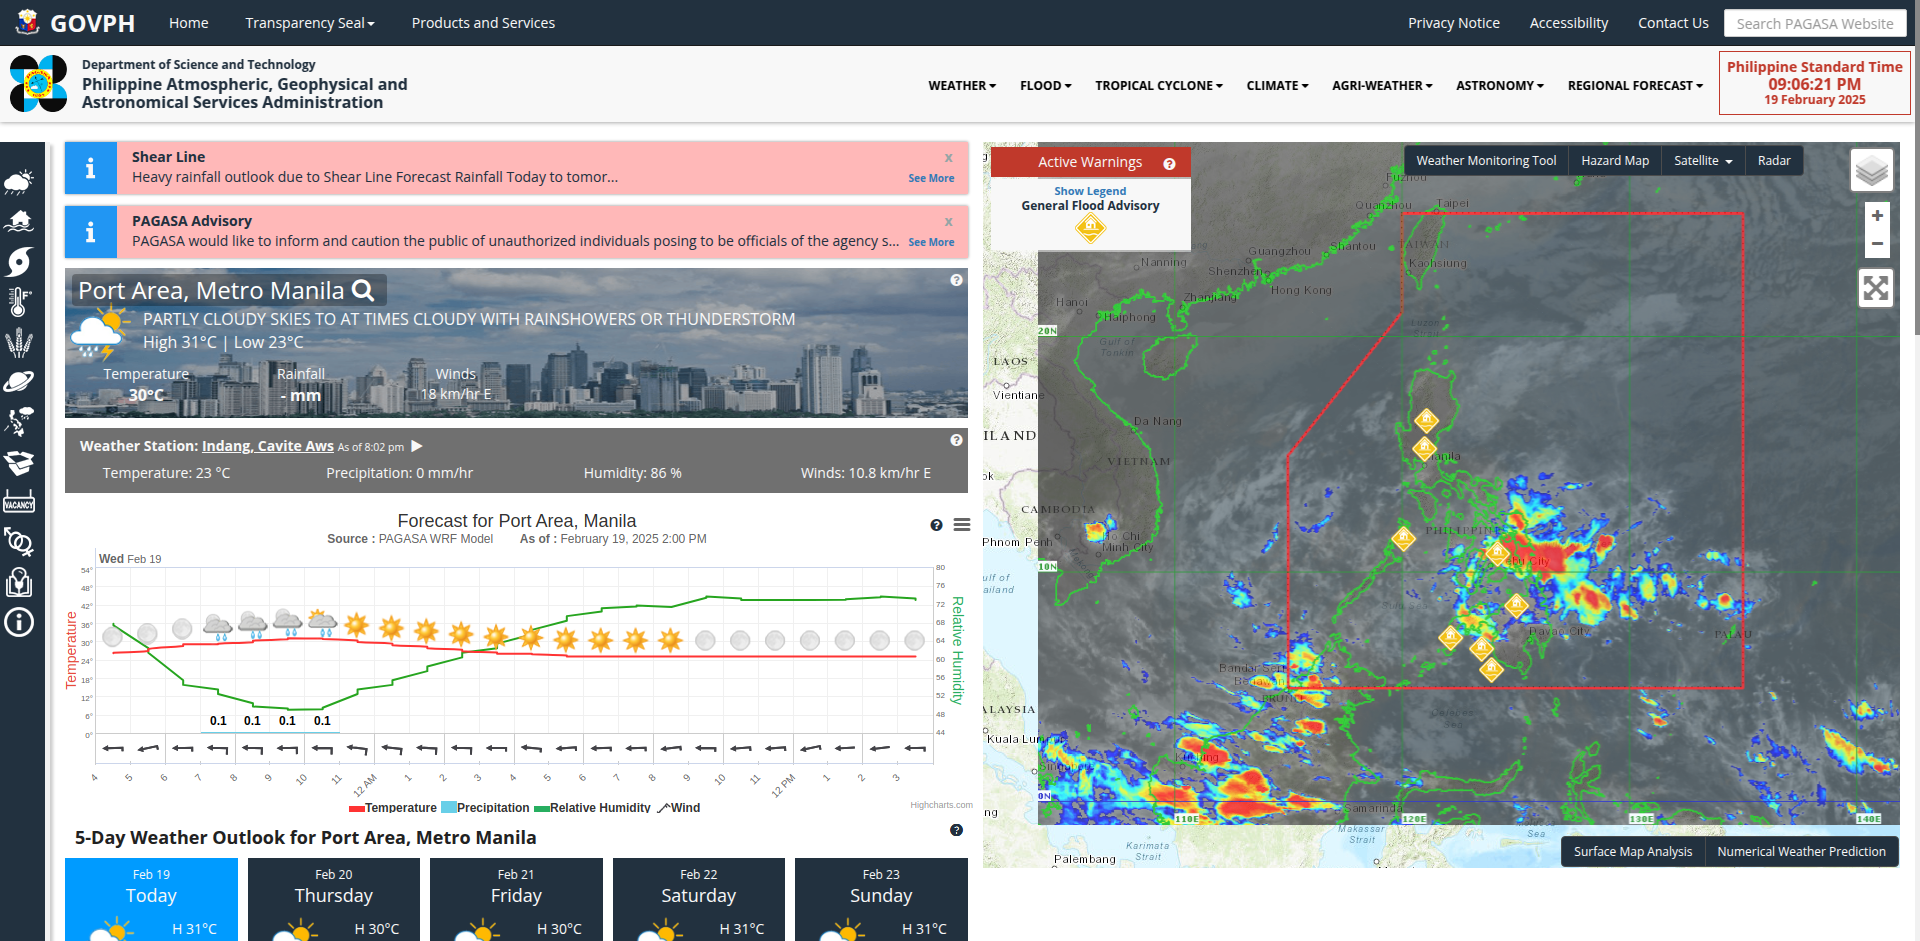 GOVPH
Home
Transparency Seal
Products and Services
Privacy Notice
Accessibility
Contact Us
Search PAGASA Website
Department of Science and Technology
Philippine Atmospheric, Geophysical and
Astronomical Services Administration
WEATHER
FLOOD
TROPICAL CYCLONE
CLIMATE
AGRI-WEATHER
ASTRONOMY
REGIONAL FORECAST
Philippine Standard Time
09:06:21 PM
19 February 2025
VACANCY
Shear Line
x
Heavy rainfall outlook due to Shear Line Forecast Rainfall Today to tomor...
See More
PAGASA Advisory
x
PAGASA would like to inform and caution the public of unauthorized individuals posing to be officials of the agency s...
See More
Port Area, Metro Manila
PARTLY CLOUDY SKIES TO AT TIMES CLOUDY WITH RAINSHOWERS OR THUNDERSTORM
High 31°C | Low 23°C
Temperature
Rainfall
Winds
30°C
- mm
18 km/hr E
Weather Station: Indang, Cavite Aws As of 8:02 pm
Temperature: 23 °C
Precipitation: 0 mm/hr
Humidity: 86 %
Winds: 10.8 km/hr E
Forecast for Port Area, Manila
Source : PAGASA WRF Model As of : February 19, 2025 2:00 PM
Wed Feb 19
Temperature
54°
48°
42°
36°
30°
24°
18°
12°
6°
0°
80
76
72
68
64
60
56
52
48
44
Relative Humidity
0.1
0.1
0.1
0.1
4
5
6
7
8
9
10
11
12 AM
1
2
3
4
5
6
7
8
9
10
11
12 PM
1
2
3
Temperature
Precipitation
Relative Humidity
Wind
Highcharts.com
5-Day Weather Outlook for Port Area, Metro Manila
Feb 19
Today
H 31°C
Feb 20
Thursday
H 30°C
Feb 21
Friday
H 30°C
Feb 22
Saturday
H 31°C
Feb 23
Sunday
H 31°C
Active Warnings
Show Legend
General Flood Advisory
Weather Monitoring Tool
Hazard Map
Satellite
Radar
+
−
Fuzhou
Quanzhou
Taipei
Shantou
TAIWAN
Guangzhou
Kaohsiung
Nanning
Shenzhen
Hong Kong
Zhanjiang
Hanoi
Haiphong
20N
Luzon
Strait
Gulf of
Tonkin
LAOS
Vientiane
Da Nang
ILAND
VIETNAM
ok
CAMBODIA
Phnom Penh
Ho Chi
Minh City
PHILIPPIN
10N
ulf of
ailand
Davao City
PALAU
Bandar Seri
BRUNEI
ALAYSIA
Kuala Lum
Kuching
Samarinda
0N
110E
120E
130E
140E
ng
Makassar
Strait
Sea
Karimata
Strait
Palembang
Surface Map Analysis
Numerical Weather Prediction